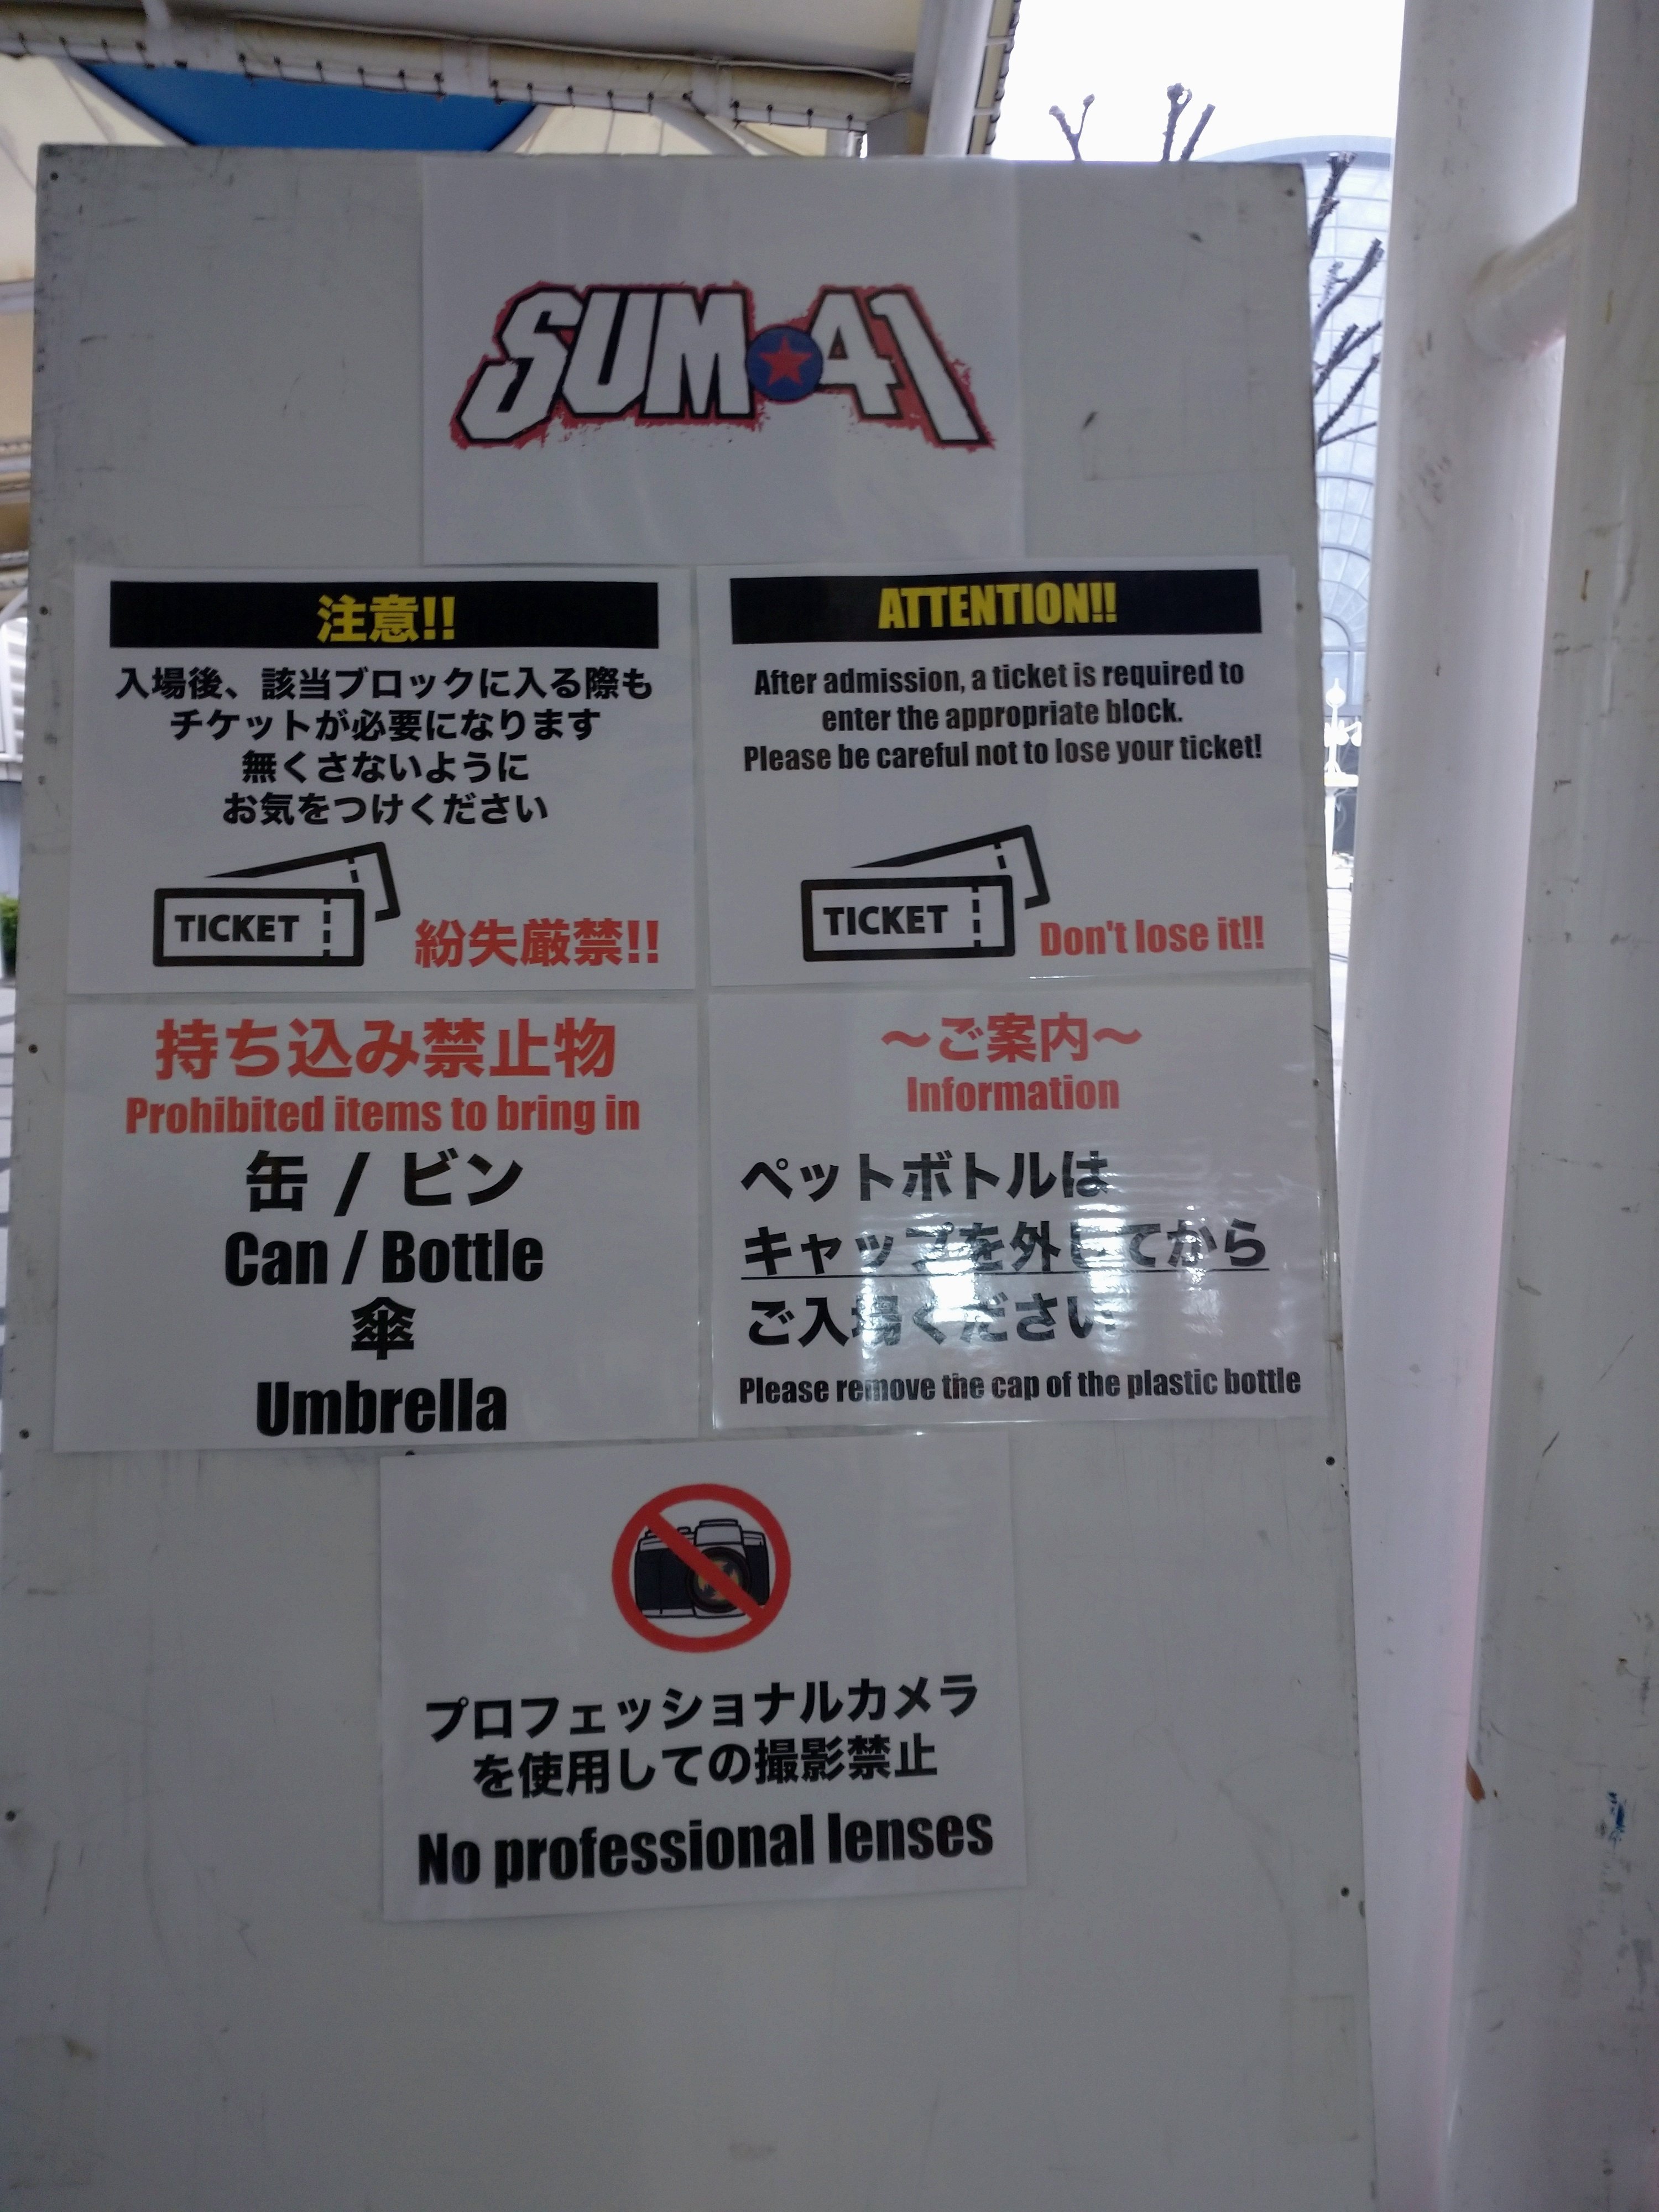 SUM 41
注意!!
入場後、該当ブロックに入る際も
チケットが必要になります
無くさないように
お気をつけください
TICKET
紛失厳禁!!
ATTENTION!!
After admission, a ticket is required to
enter the appropriate block.
Please be careful not to lose your ticket!
TICKET
Don't lose it!!
持ち込み禁止物
Prohibited items to bring in
缶 / ビン
Can / Bottle
傘
Umbrella
〜ご案内〜
Information
ペットボトルは
キャップを外してから
ご入場ください
Please remove the cap of the plastic bottle
プロフェッショナルカメラ
を使用しての撮影禁止
No professional lenses